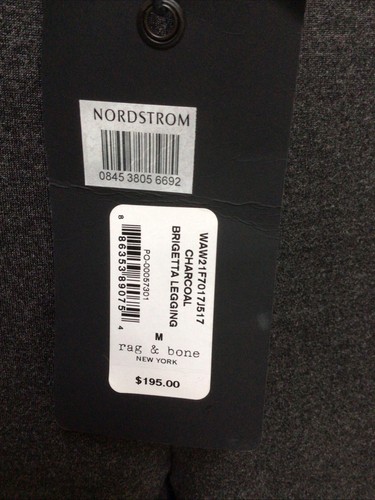 NORDSTROM
0845 3805 6692
WAW21F7017J517
CHARCOAL
BRIGETTA LEGGING
PO-00057301
8 86353 89075 4
M
rag & bone
NEW YORK
$195.00